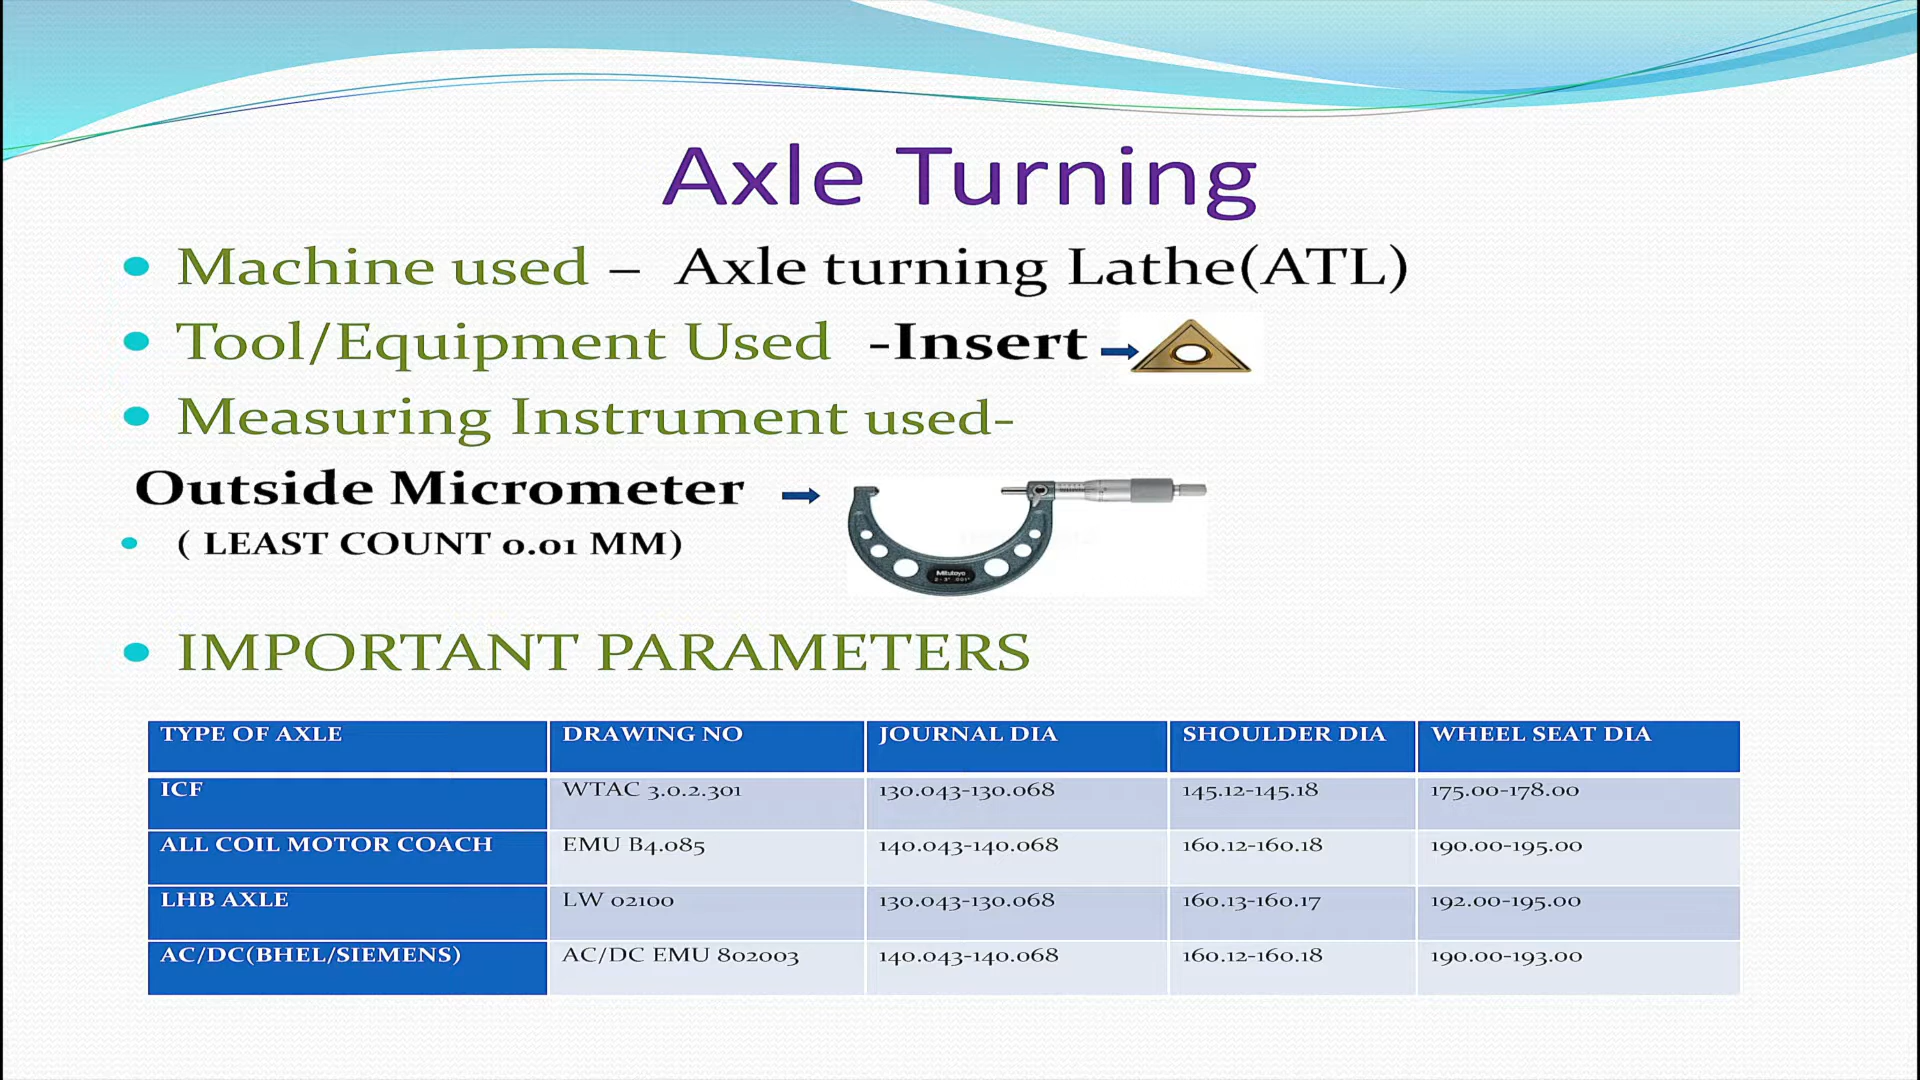 Axle Turning
Machine used – Axle turning Lathe(ATL)
Tool/Equipment Used -Insert
Measuring Instrument used-
Outside Micrometer
( LEAST COUNT 0.01 MM)
Mitutoyo
2-3" .001"
IMPORTANT PARAMETERS
TYPE OF AXLE DRAWING NO JOURNAL DIA SHOULDER DIA WHEEL SEAT DIA
ICF WTAC 3.0.2.301 130.043-130.068 145.12-145.18 175.00-178.00
ALL COIL MOTOR COACH EMU B4.085 140.043-140.068 160.12-160.18 190.00-195.00
LHB AXLE LW 02100 130.043-130.068 160.13-160.17 192.00-195.00
AC/DC(BHEL/SIEMENS) AC/DC EMU 802003 140.043-140.068 160.12-160.18 190.00-193.00